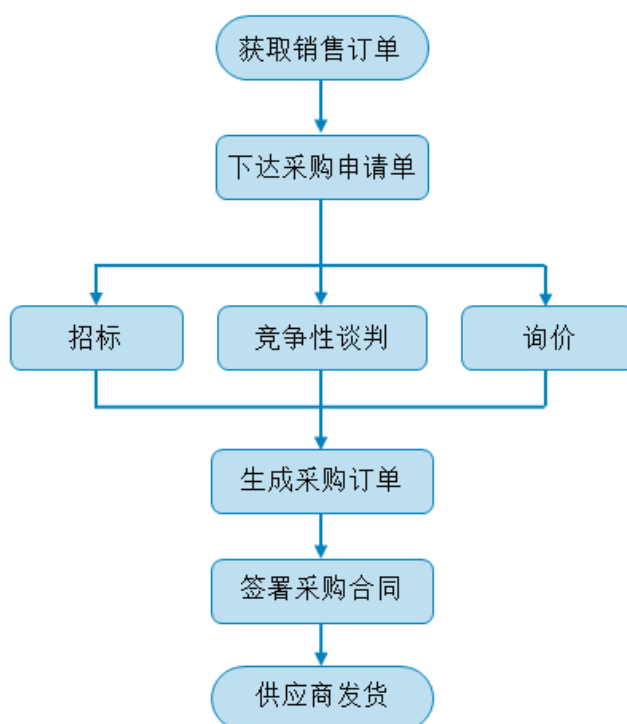 获取销售订单
下达采购申请单
招标
竞争性谈判
询价
生成采购订单
签署采购合同
供应商发货